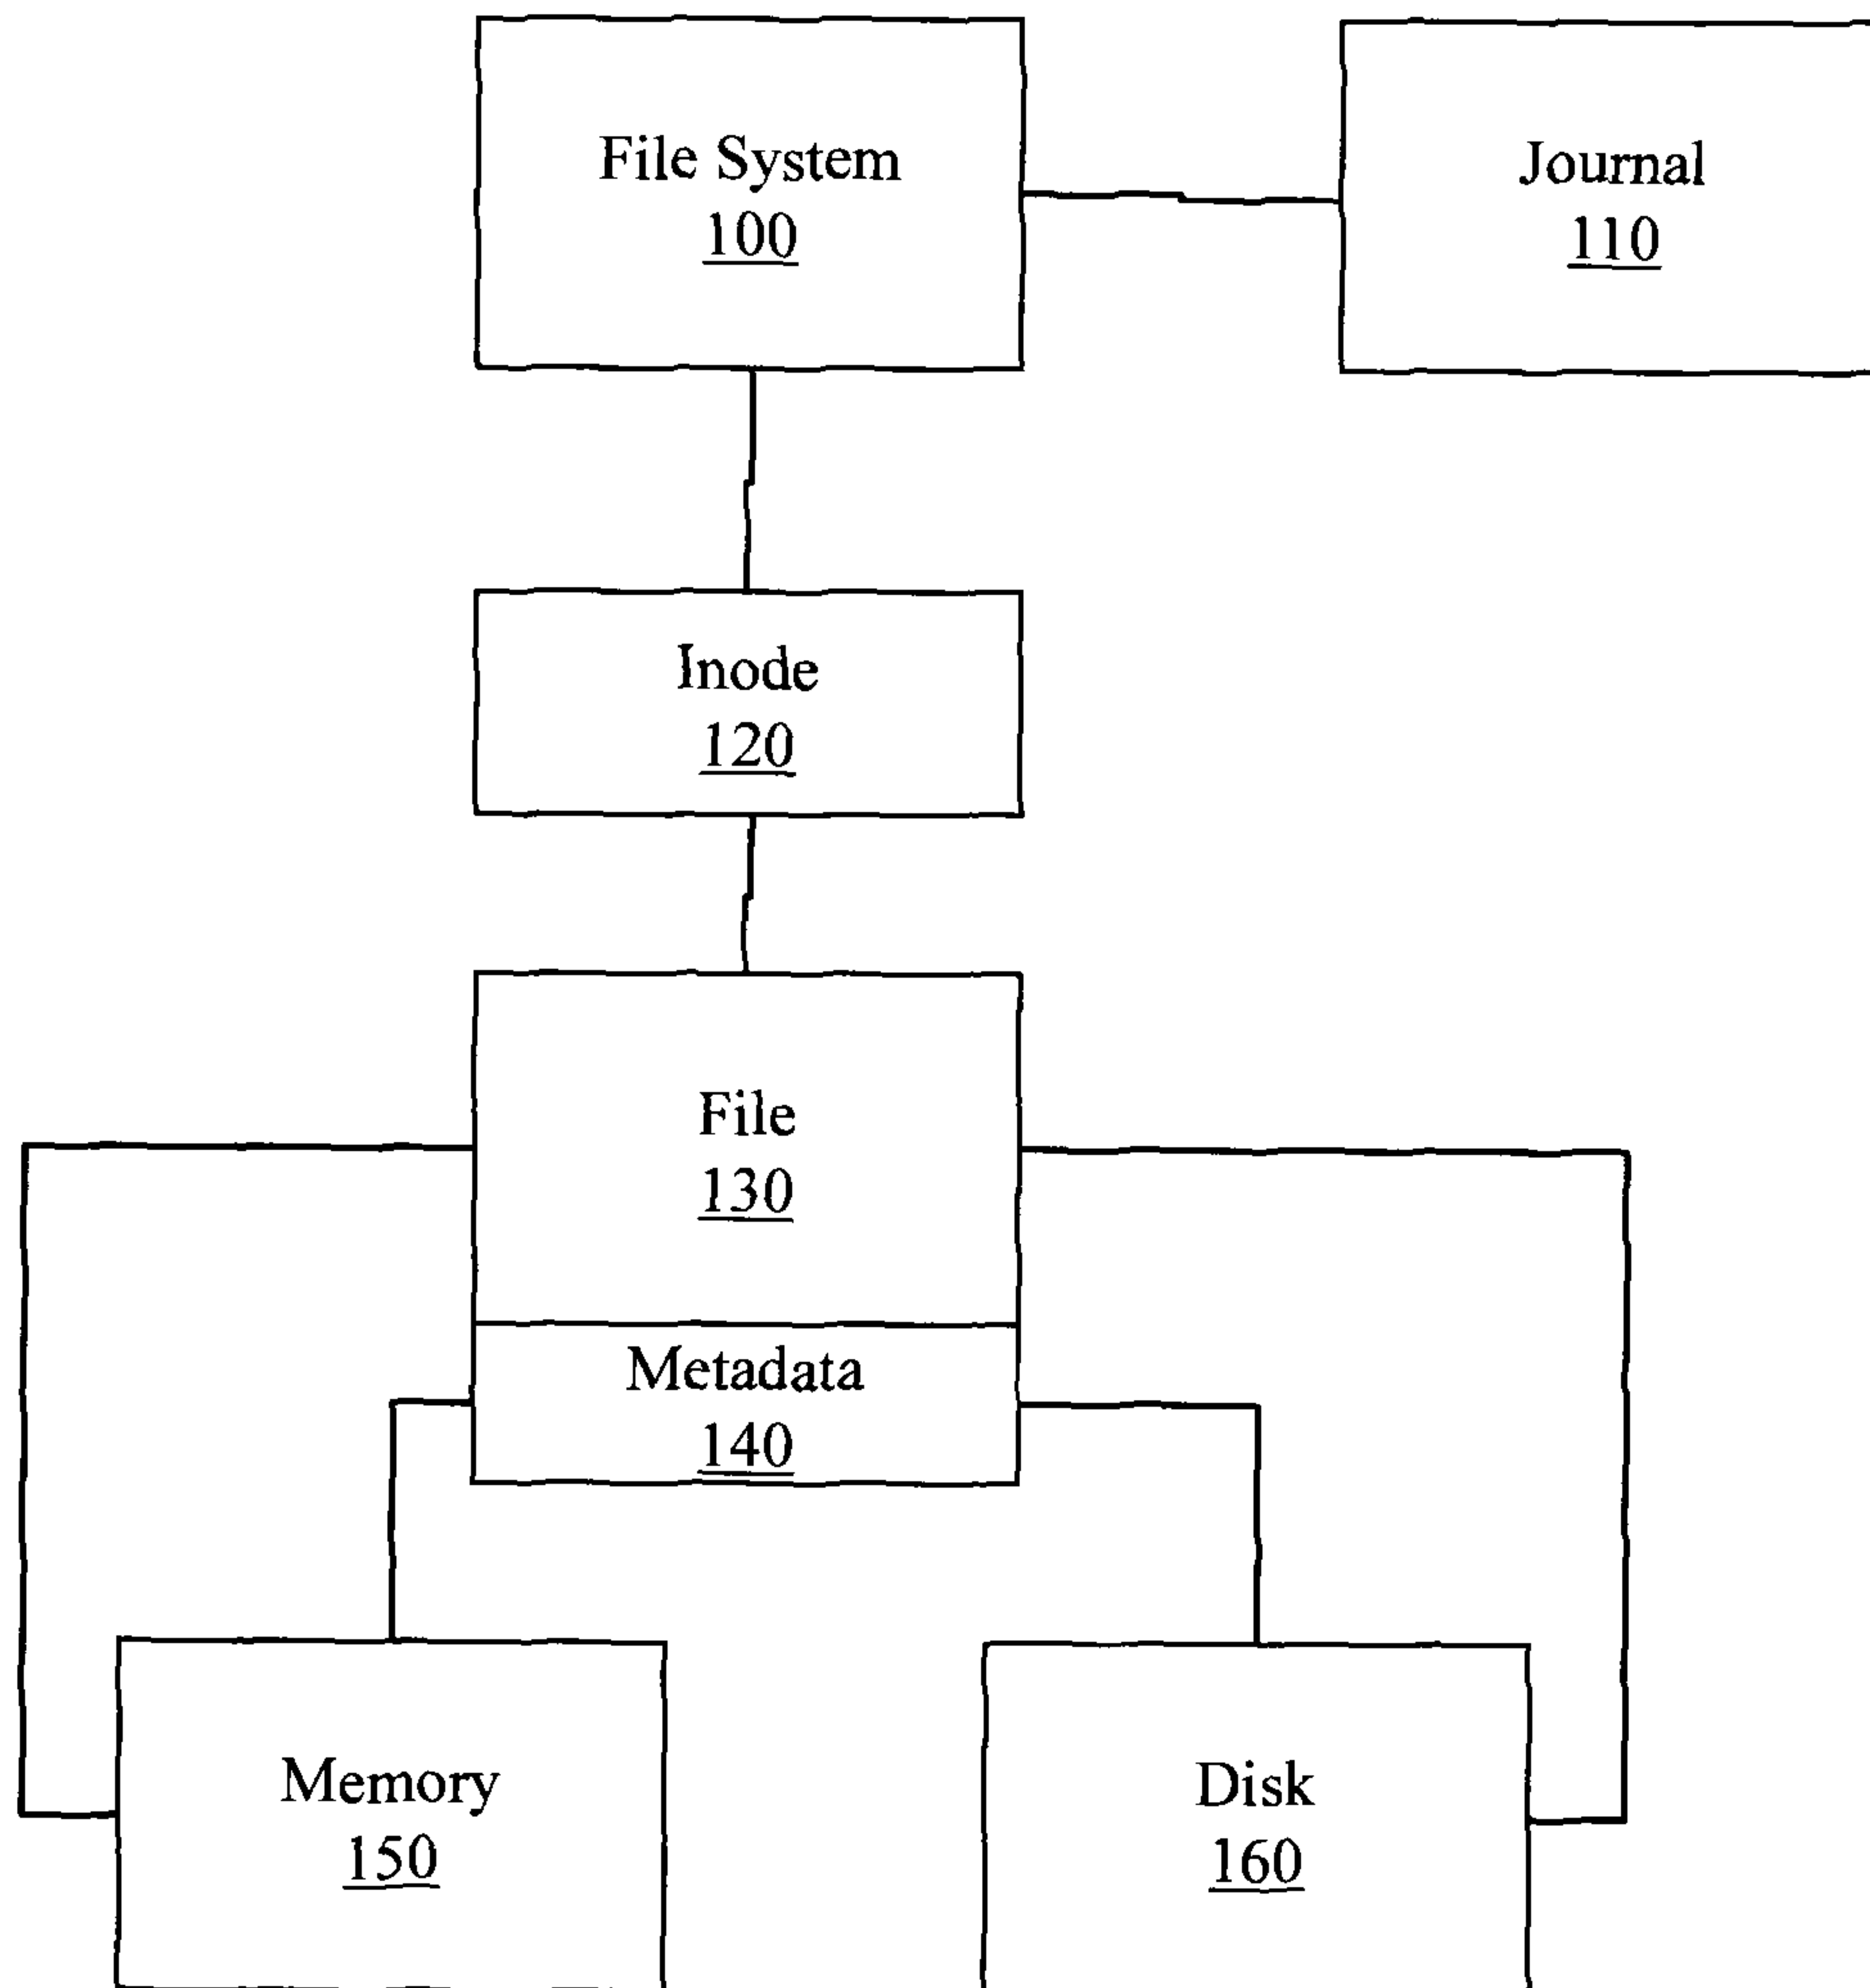 File System
100
Journal
110
Inode
120
File
130
Metadata
140
Memory
150
Disk
160